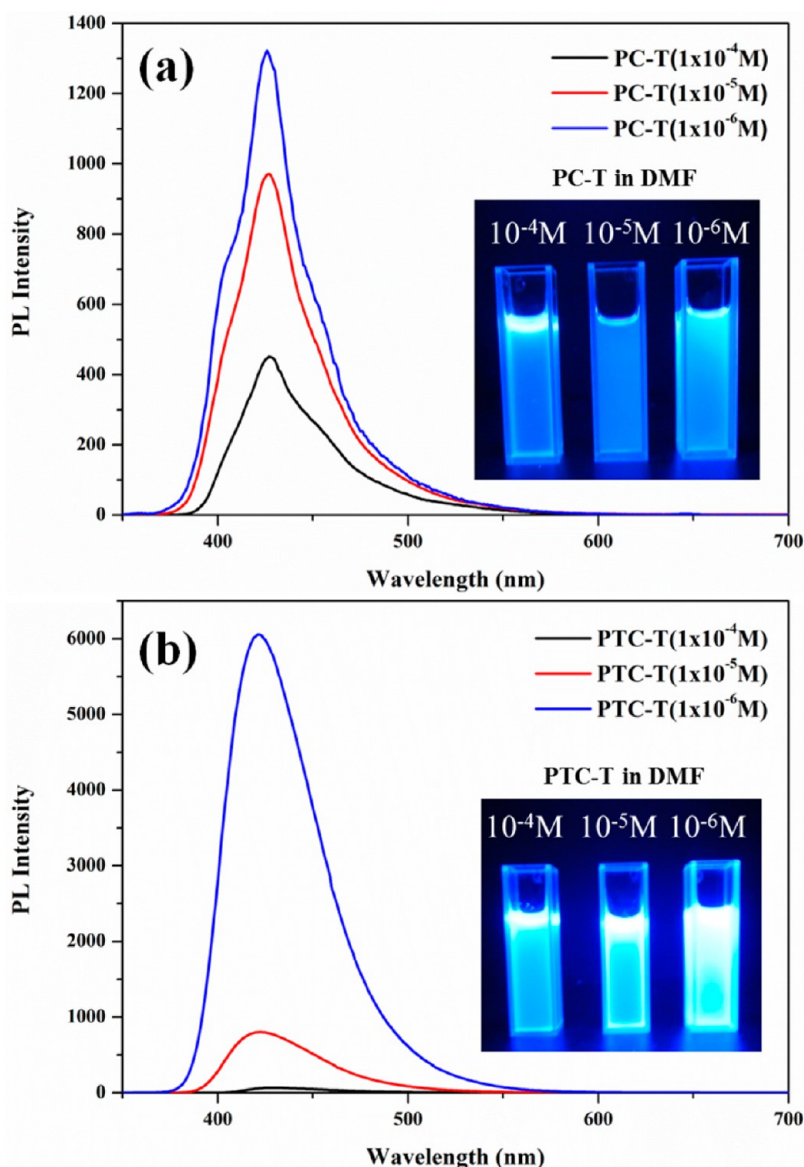 (a)
PC-T(1x10⁻⁴M)
PC-T(1x10⁻⁵M)
PC-T(1x10⁻⁶M)
PC-T in DMF
10⁻⁴M 10⁻⁵M 10⁻⁶M
1400
1200
1000
800
600
400
200
0
PL Intensity
400 500 600 700
Wavelength (nm)
(b)
PTC-T(1x10⁻⁴M)
PTC-T(1x10⁻⁵M)
PTC-T(1x10⁻⁶M)
PTC-T in DMF
10⁻⁴M 10⁻⁵M 10⁻⁶M
6000
5000
4000
3000
2000
1000
0
PL Intensity
400 500 600 700
Wavelength (nm)